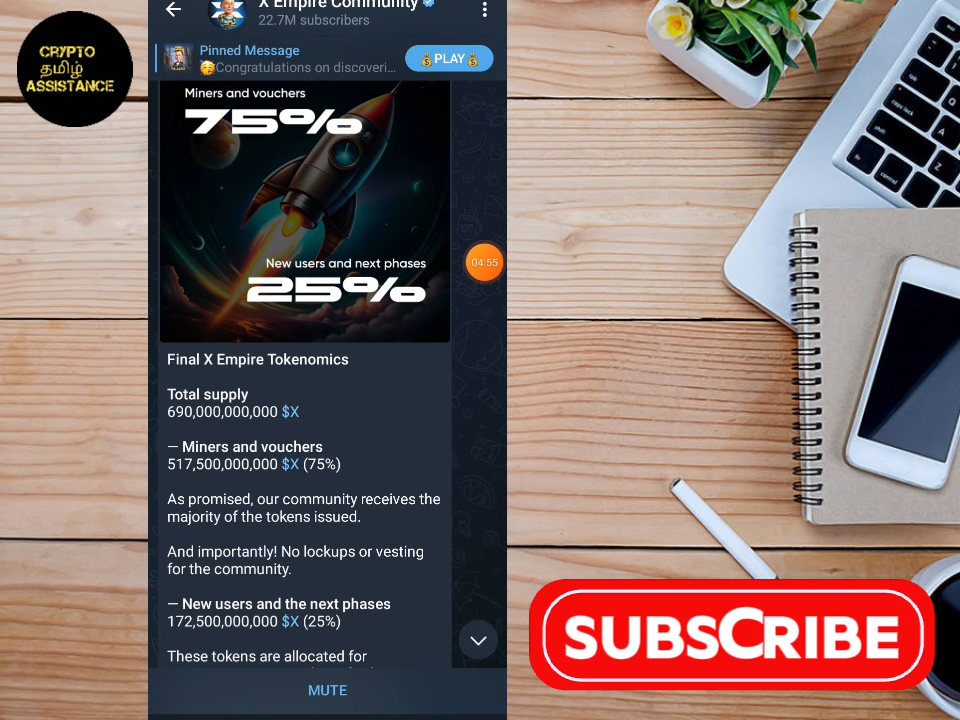 CRYPTO
தமிழ்
ASSISTANCE
X Empire Community
22.7M subscribers
Pinned Message
🥳Congratulations on discoveri...
💰PLAY💰
Miners and vouchers
75%
04:55
New users and next phases
25%
Final X Empire Tokenomics
Total supply
690,000,000,000 $X
— Miners and vouchers
517,500,000,000 $X (75%)
As promised, our community receives the
majority of the tokens issued.
And importantly! No lockups or vesting
for the community.
— New users and the next phases
172,500,000,000 $X (25%)
These tokens are allocated for
MUTE
SUBSCRIBE
caps lock
A
shift
Z
control